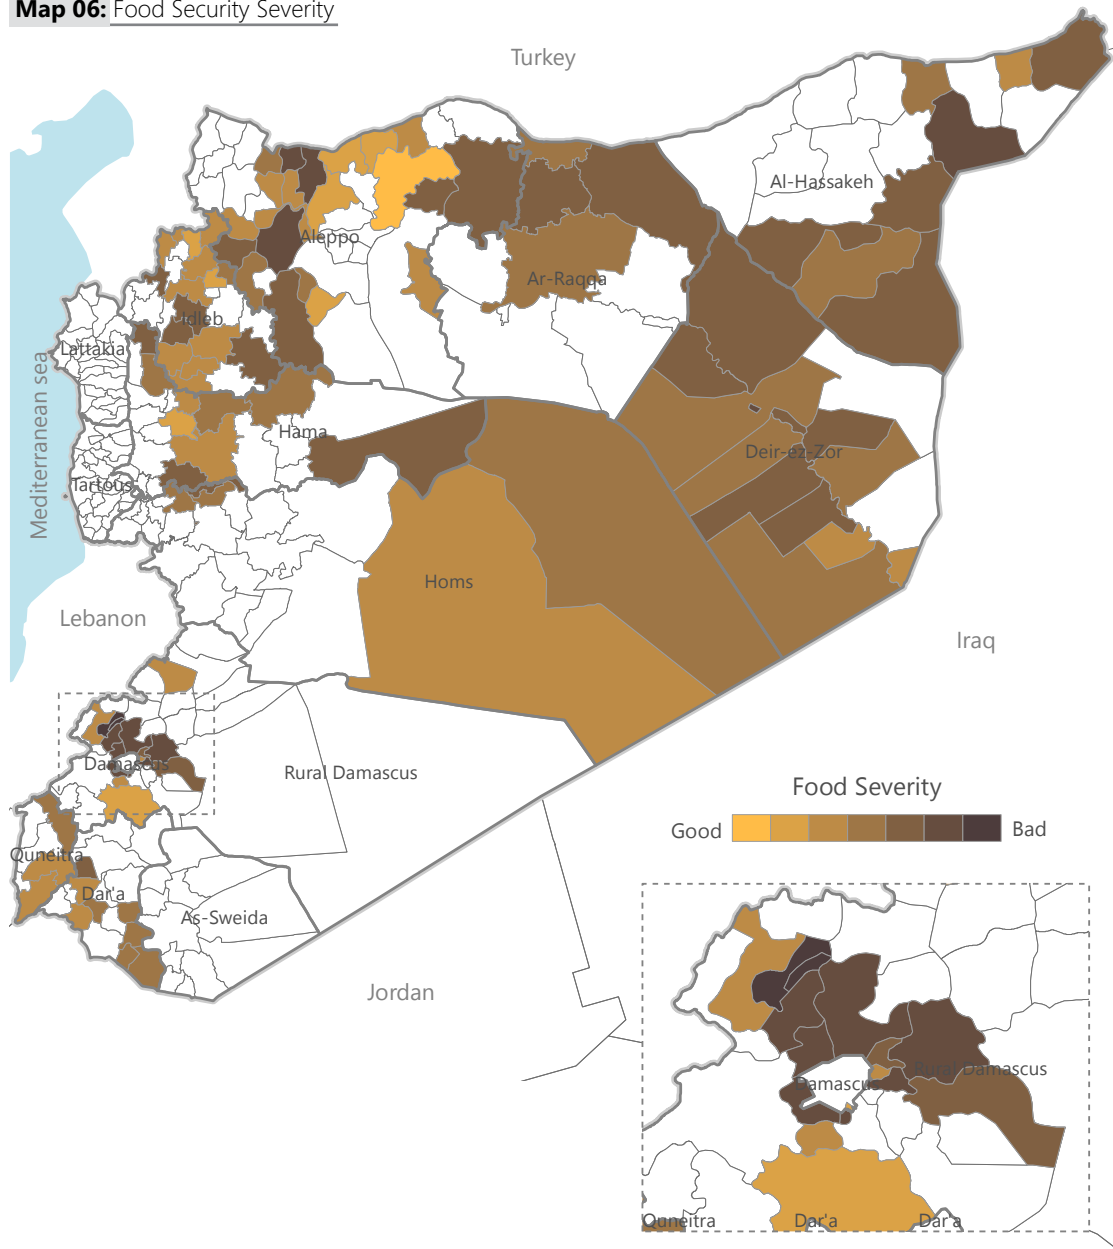 Map 06: Food Security Severity
Turkey
Al-Hassakeh
Aleppo
Ar-Raqqa
Idleb
Lattakia
Mediterranean sea
Hama
Deir-ez-Zor
Tartous
Homs
Lebanon
Iraq
Damascus
Rural Damascus
Food Severity
Good
Bad
Quneitra
Dar'a
As-Sweida
Jordan
Rural Damascus
Damascus
Quneitra
Dar'a
Dar'a